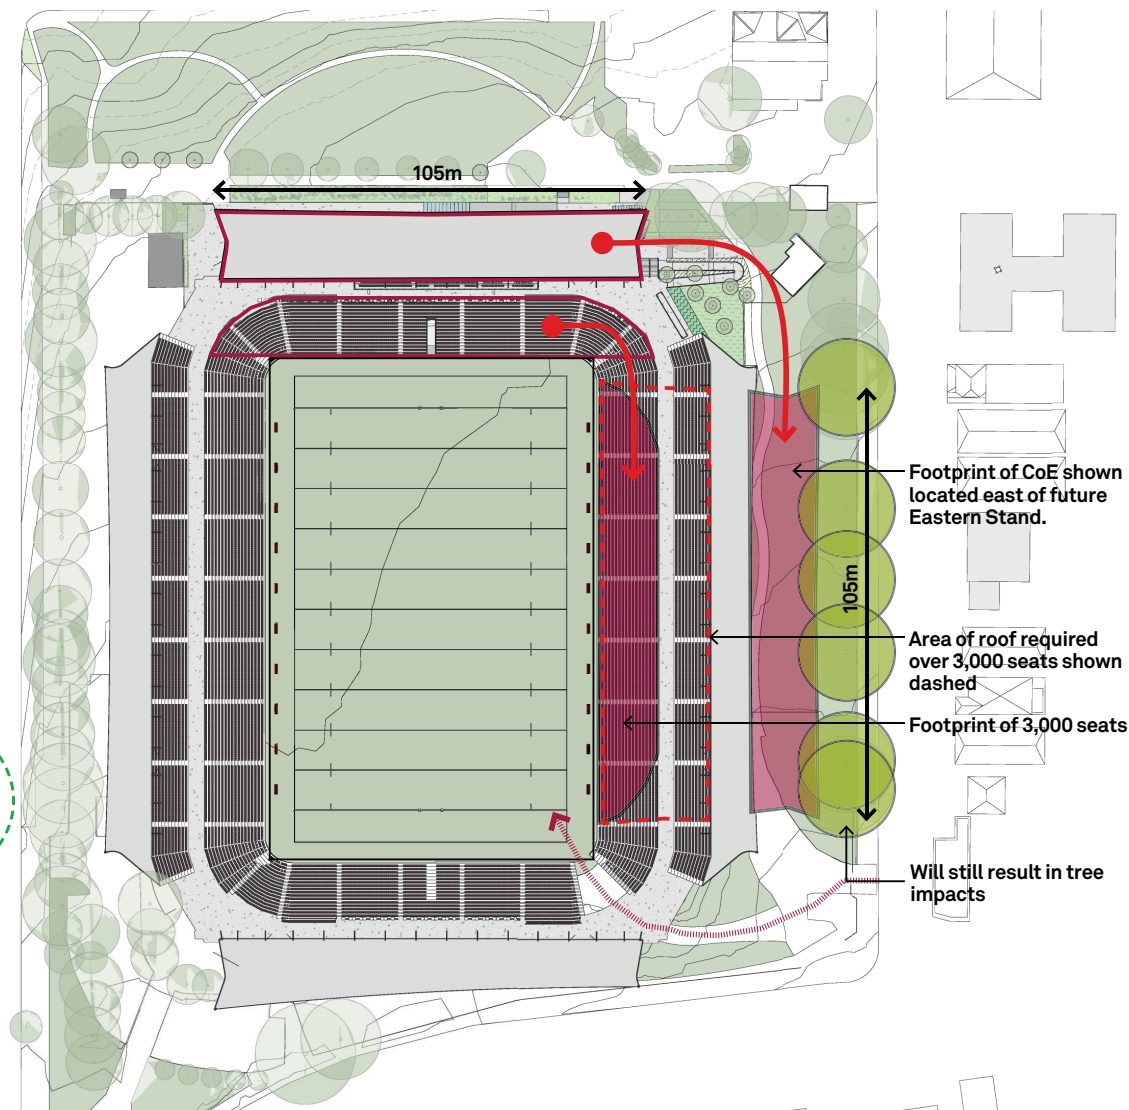 105m
Footprint of CoE shown
located east of future
Eastern Stand.
105m
Area of roof required
over 3,000 seats shown
dashed
Footprint of 3,000 seats
Will still result in tree
impacts